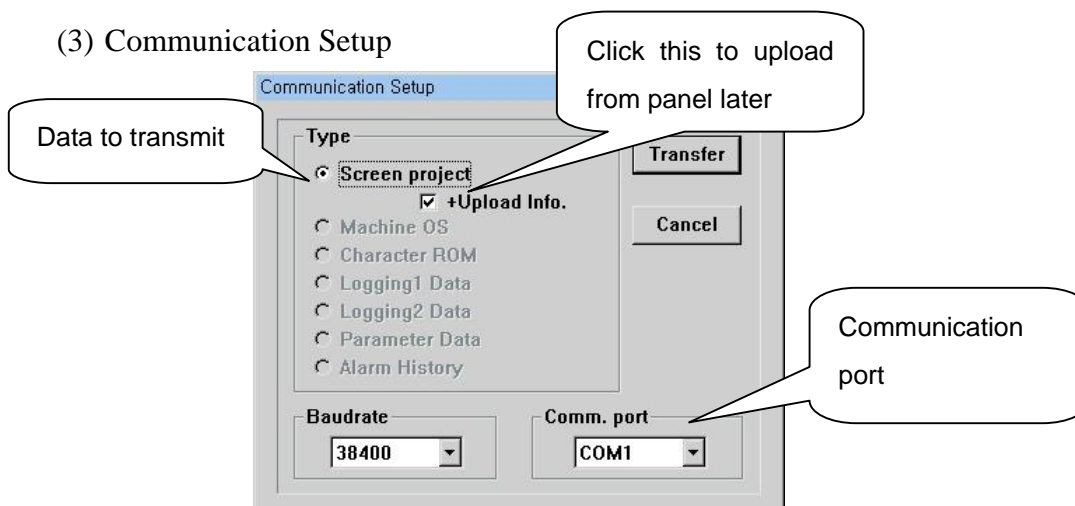 (3) Communication Setup
Click this to upload
from panel later
Communication Setup
Data to transmit
Type
Transfer
Screen project
+Upload Info.
Machine OS
Cancel
Character ROM
Logging1 Data
Logging2 Data
Parameter Data
Alarm History
Communication
port
Baudrate
Comm. port
38400
COM1